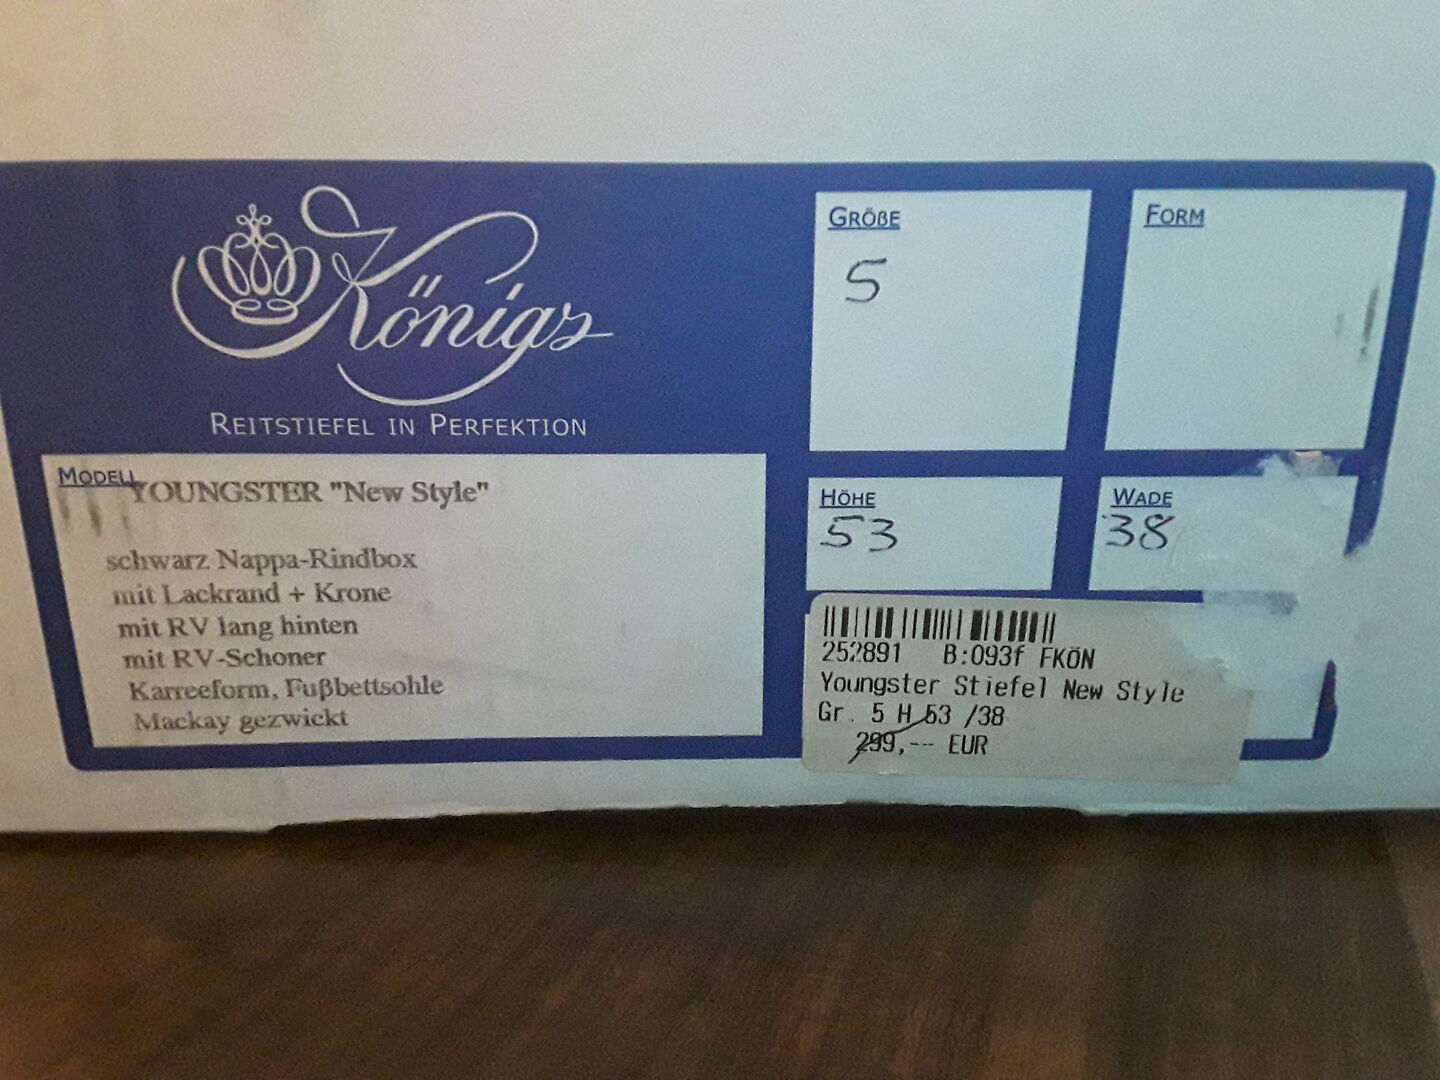 Königs
REITSTIEFEL IN PERFEKTION
MODELL
YOUNGSTER "New Style"
schwarz Nappa-Rindbox
mit Lackrand + Krone
mit RV lang hinten
mit RV-Schoner
Karreeform, Fußbettsohle
Mackay gezwickt
GRÖßE
5
FORM
HÖHE
53
WADE
38
252891 B:093f FKÖN
Youngster Stiefel New Style
Gr. 5 H 53 /38
299,-- EUR